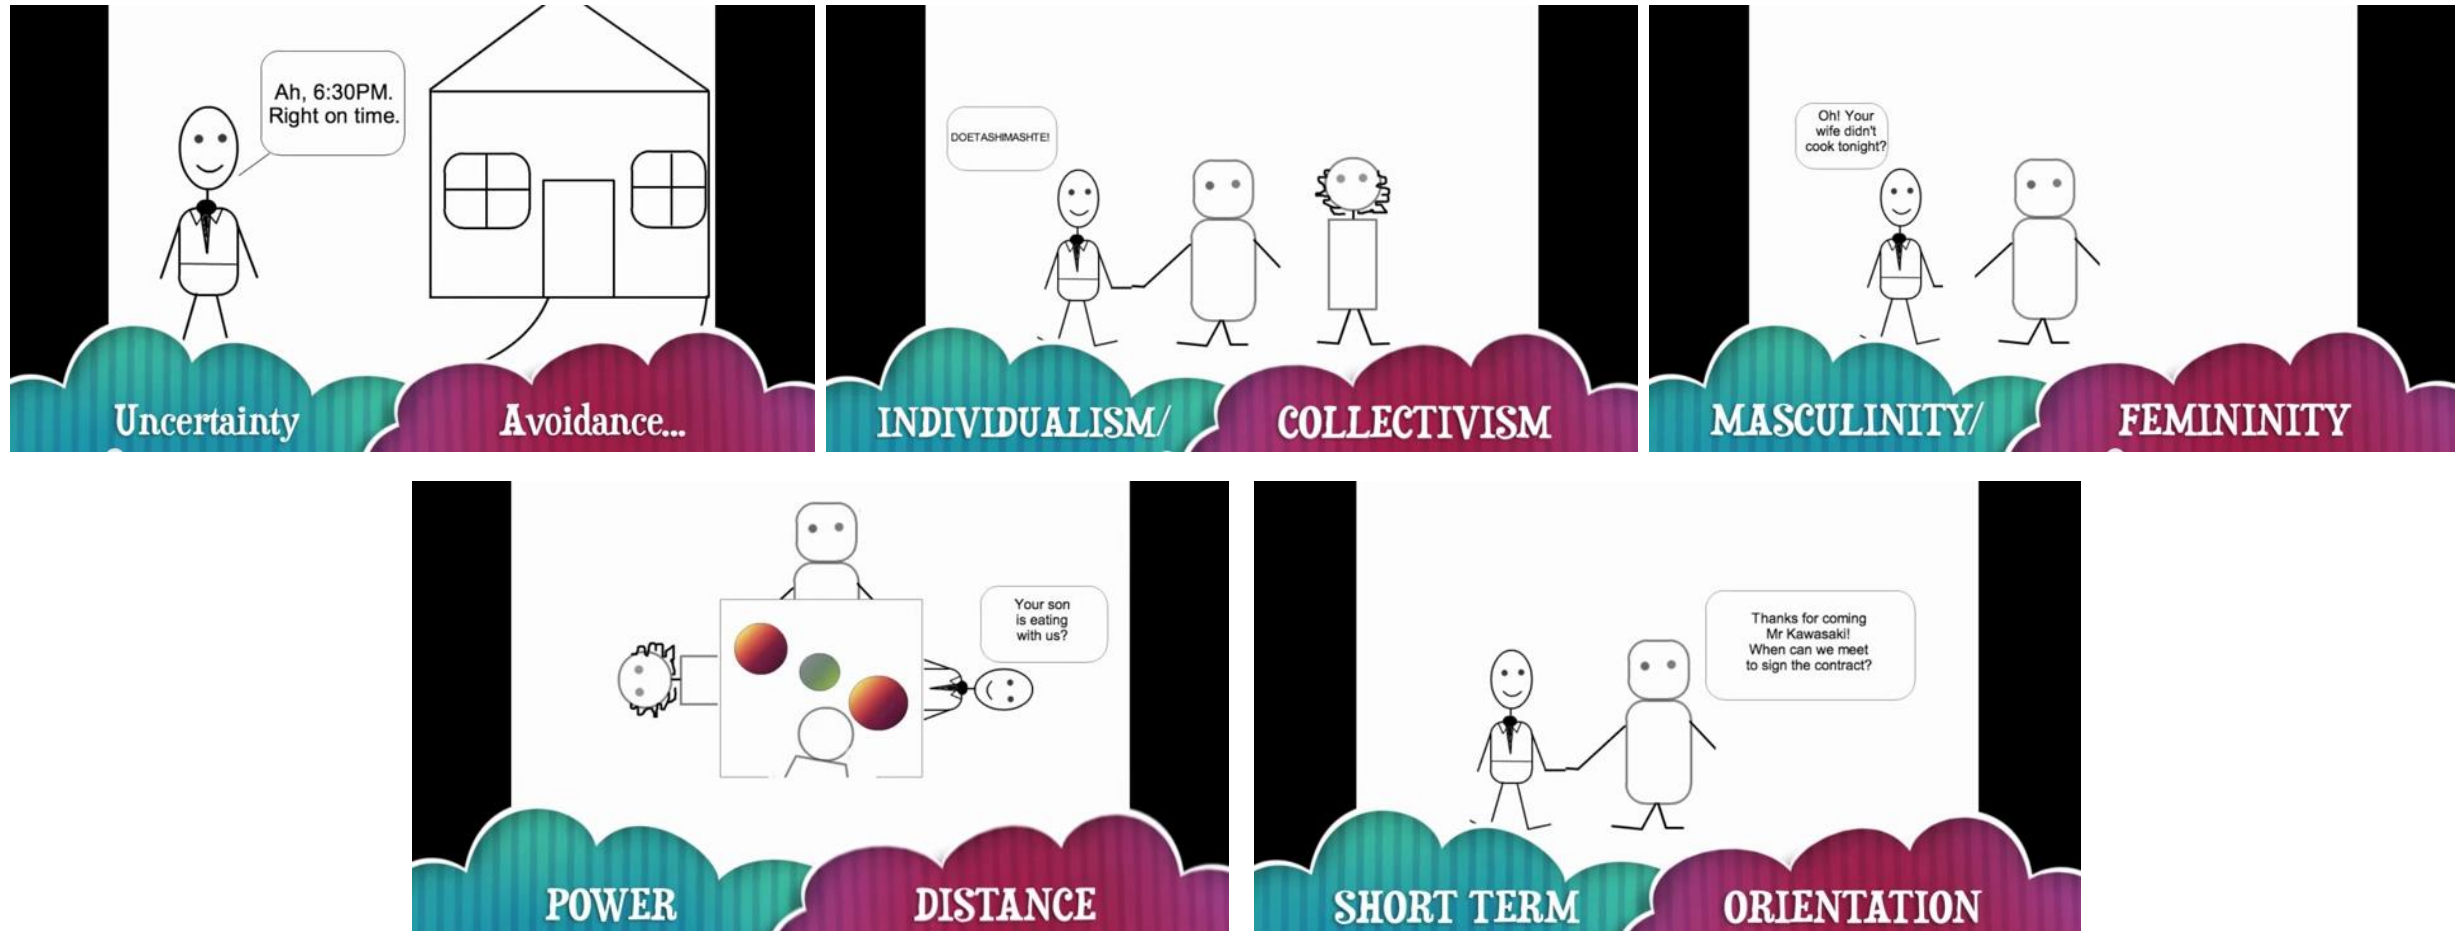 Ah, 6:30PM.
Right on time.
Uncertainty Avoidance...
DOETASHIMASHTE!
INDIVIDUALISM/ COLLECTIVISM
Oh! Your
wife didn't
cook tonight?
MASCULINITY/ FEMININITY
Your son
is eating
with us?
POWER DISTANCE
Thanks for coming
Mr Kawasaki!
When can we meet
to sign the contract?
SHORT TERM ORIENTATION